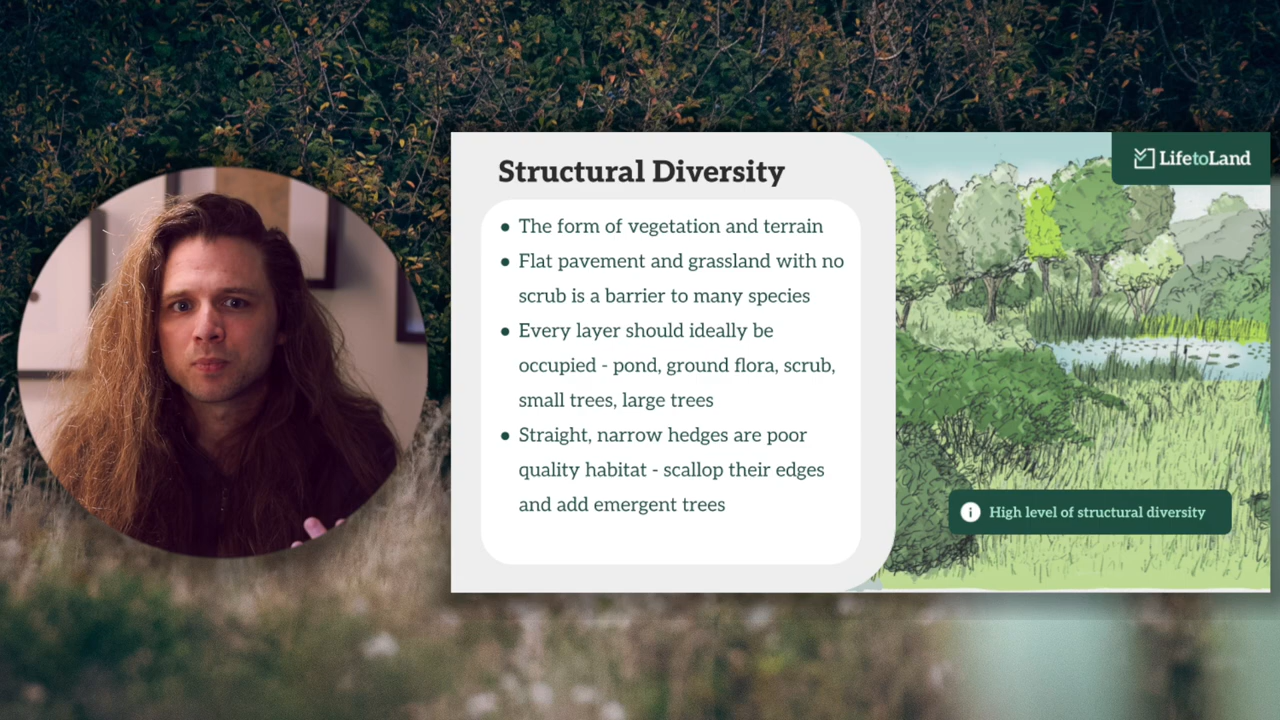 Structural Diversity
LifetoLand
● The form of vegetation and terrain
● Flat pavement and grassland with no
scrub is a barrier to many species
● Every layer should ideally be
occupied - pond, ground flora, scrub,
small trees, large trees
● Straight, narrow hedges are poor
quality habitat - scallop their edges
and add emergent trees
i High level of structural diversity